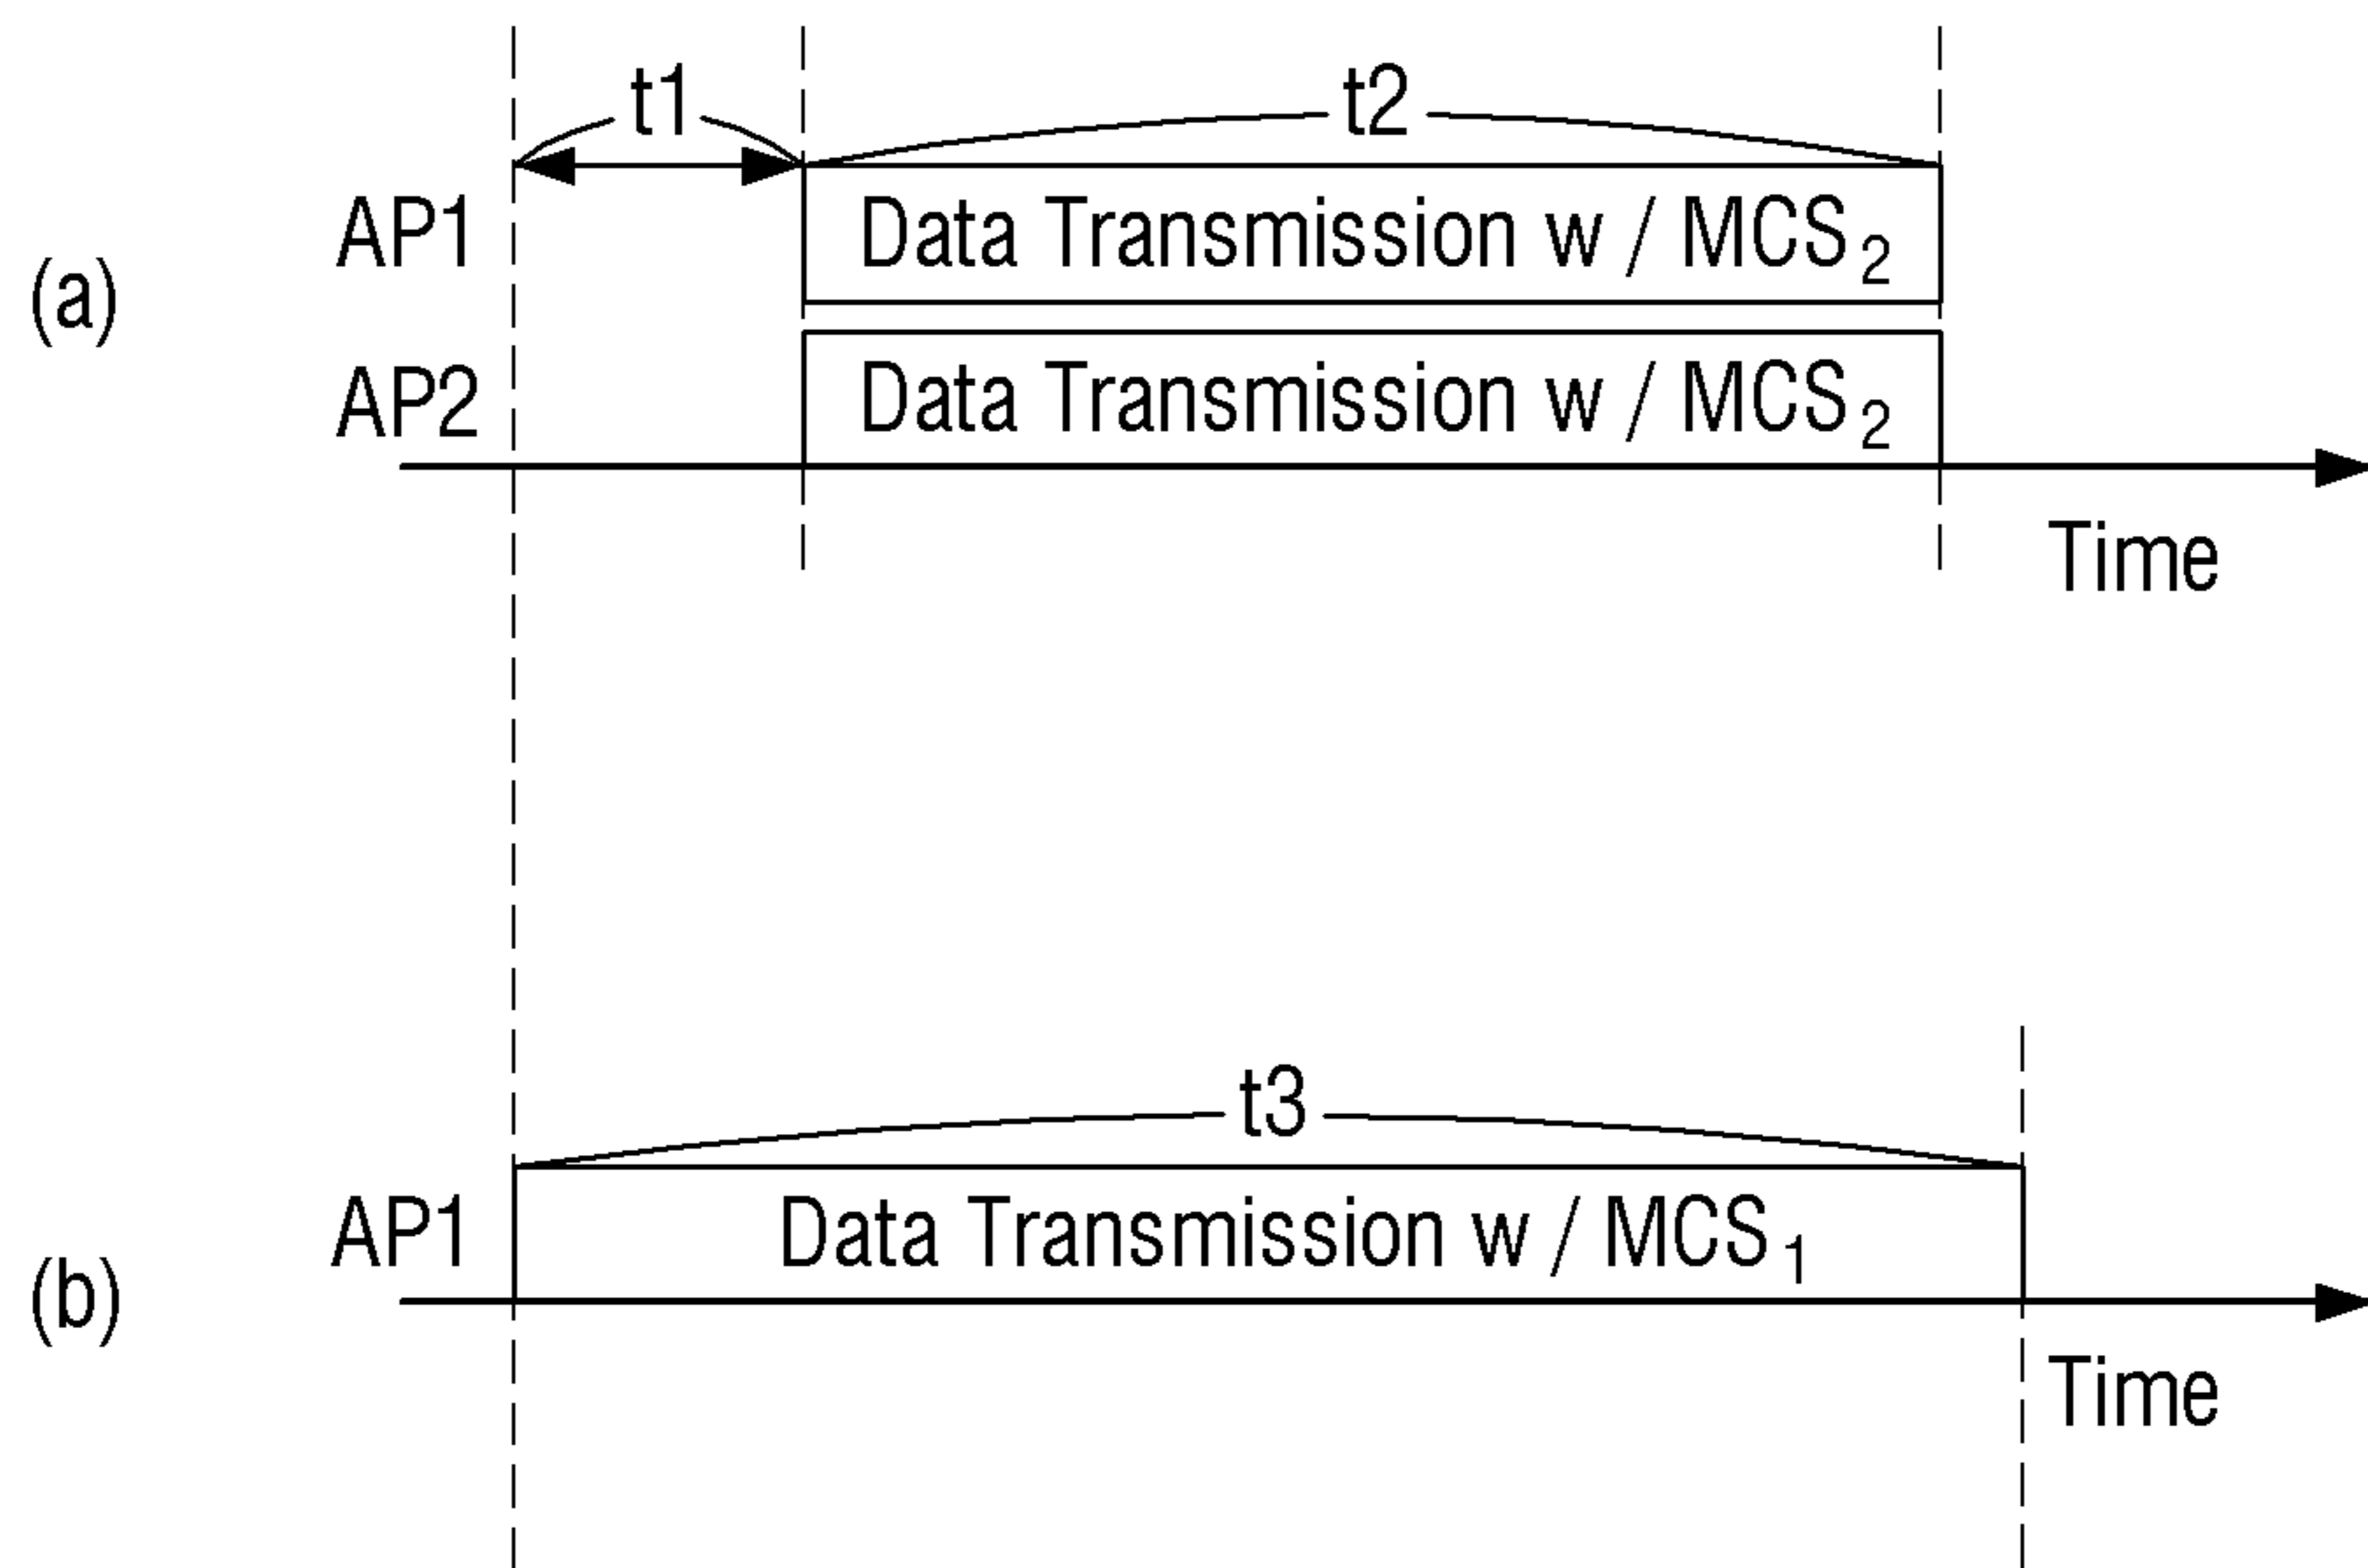 t1
t2
AP1
Data Transmission w / MCS2
(a)
AP2
Data Transmission w / MCS2
Time
t3
AP1
Data Transmission w / MCS1
(b)
Time